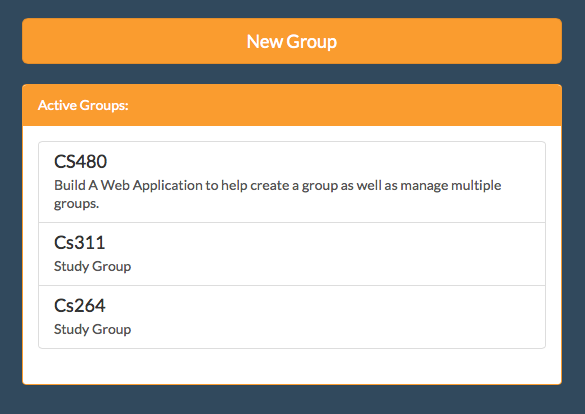 New Group
Active Groups:
CS480
Build A Web Application to help create a group as well as manage multiple
groups.
Cs311
Study Group
Cs264
Study Group